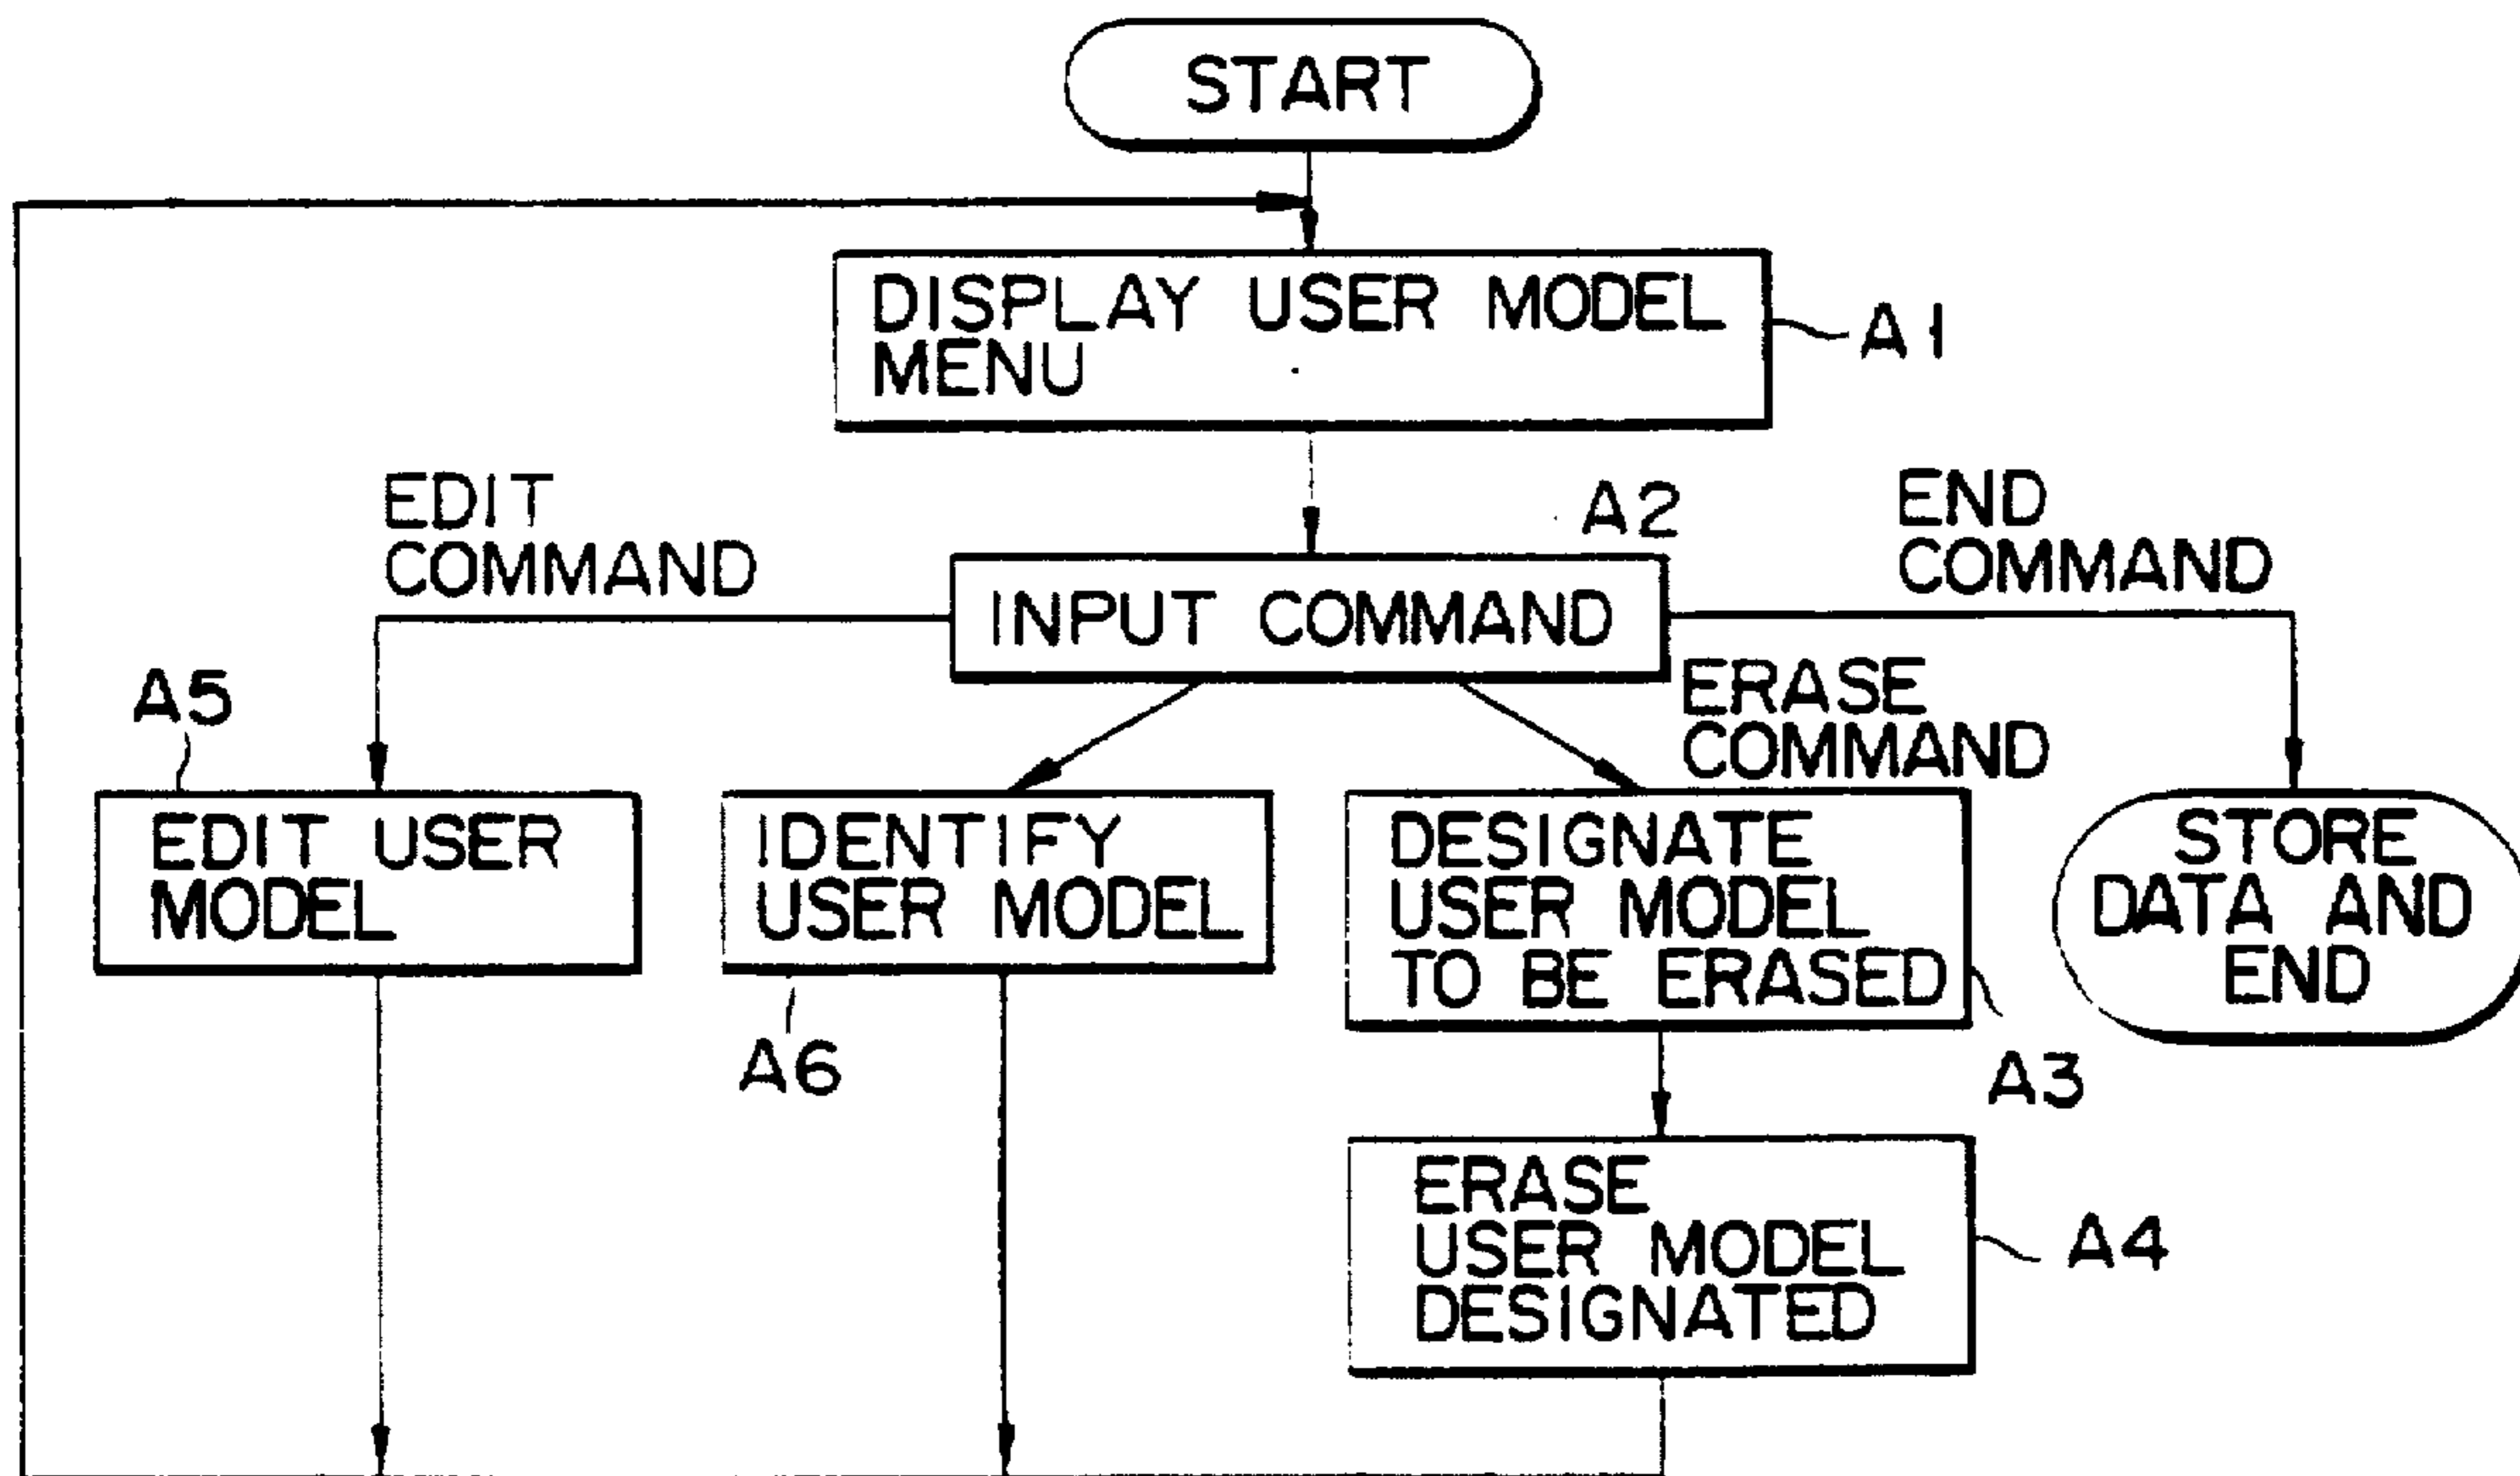 START
DISPLAY USER MODEL
MENU
A1
A2
EDIT
COMMAND
END
COMMAND
INPUT COMMAND
ERASE
COMMAND
A5
EDIT USER
MODEL
IDENTIFY
USER MODEL
DESIGNATE
USER MODEL
TO BE ERASED
STORE
DATA AND
END
A6
A3
ERASE
USER MODEL
DESIGNATED
A4